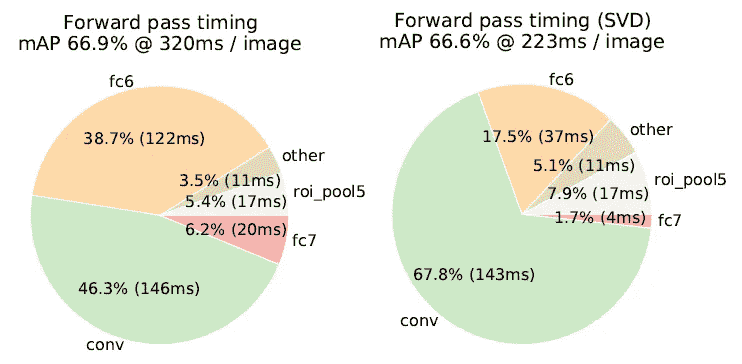 Forward pass timing
mAP 66.9% @ 320ms / image
fc6
38.7% (122ms)
other
3.5% (11ms)
roi_pool5
5.4% (17ms)
6.2% (20ms)
fc7
46.3% (146ms)
conv
Forward pass timing (SVD)
mAP 66.6% @ 223ms / image
fc6
17.5% (37ms)
other
5.1% (11ms)
roi_pool5
7.9% (17ms)
1.7% (4ms)
fc7
67.8% (143ms)
conv